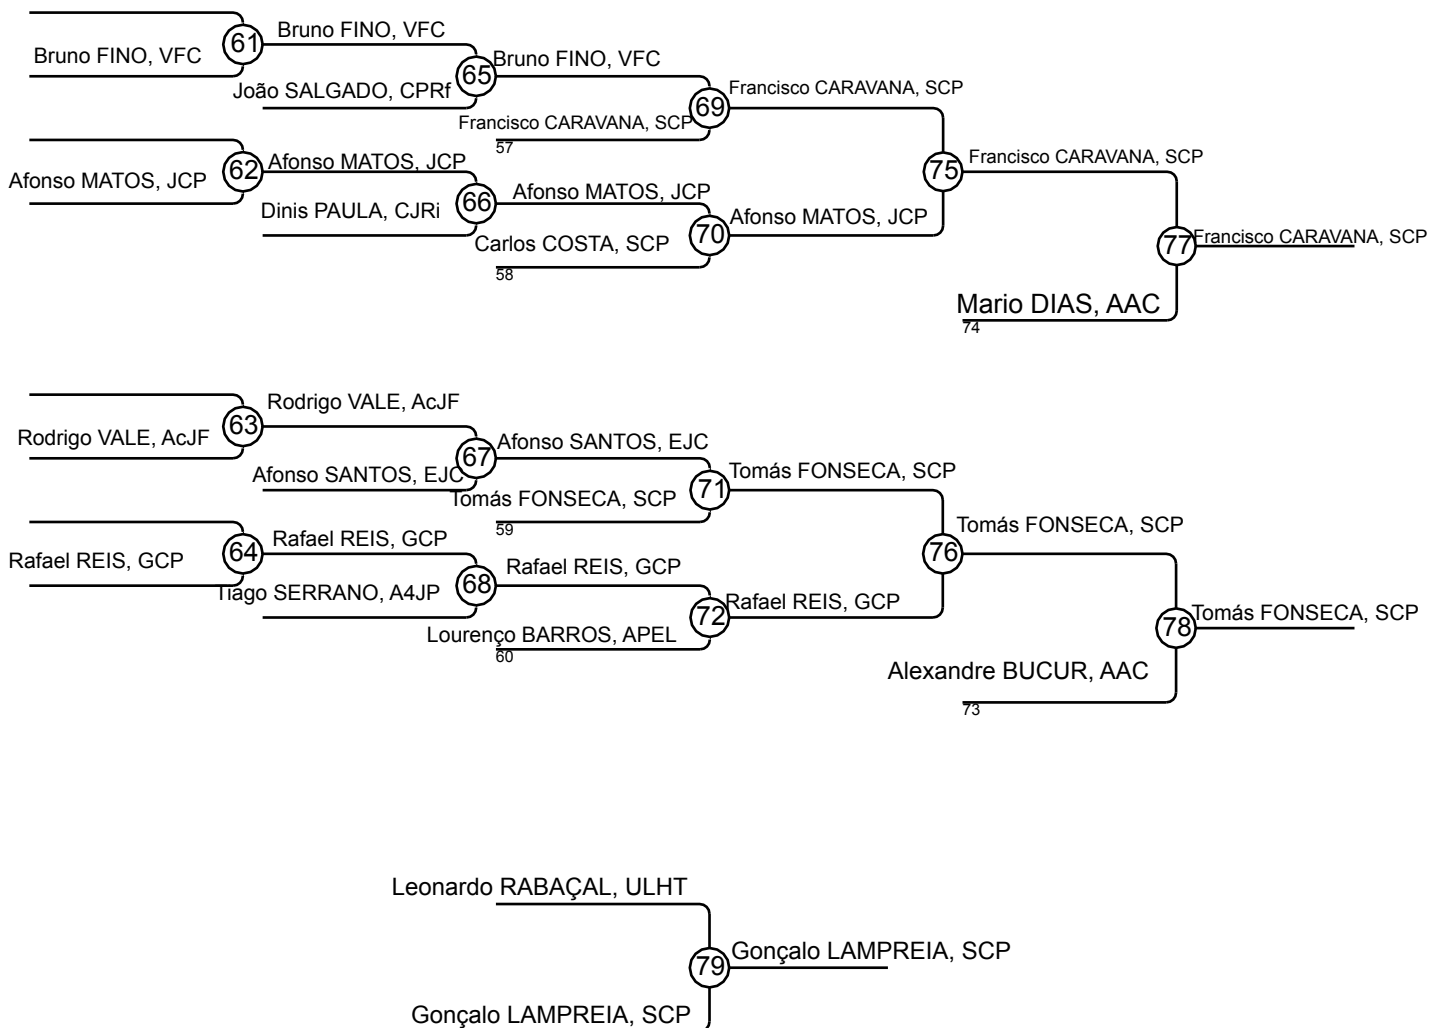 Bruno FINO, VFC
61
Bruno FINO, VFC
João SALGADO, CPRf
65
Bruno FINO, VFC
Francisco CARAVANA, SCP
57
69
Francisco CARAVANA, SCP
Afonso MATOS, JCP
62
Afonso MATOS, JCP
Dinis PAULA, CJRi
66
Afonso MATOS, JCP
Carlos COSTA, SCP
58
70
Afonso MATOS, JCP
75
Francisco CARAVANA, SCP
Mario DIAS, AAC
74
77
Francisco CARAVANA, SCP
Rodrigo VALE, AcJF
63
Rodrigo VALE, AcJF
Afonso SANTOS, EJC
67
Afonso SANTOS, EJC
Tomás FONSECA, SCP
59
71
Tomás FONSECA, SCP
Rafael REIS, GCP
64
Rafael REIS, GCP
Tiago SERRANO, A4JP
68
Rafael REIS, GCP
Lourenço BARROS, APEL
60
72
Rafael REIS, GCP
76
Tomás FONSECA, SCP
Alexandre BUCUR, AAC
73
78
Tomás FONSECA, SCP
Leonardo RABAÇAL, ULHT
79
Gonçalo LAMPREIA, SCP
Gonçalo LAMPREIA, SCP